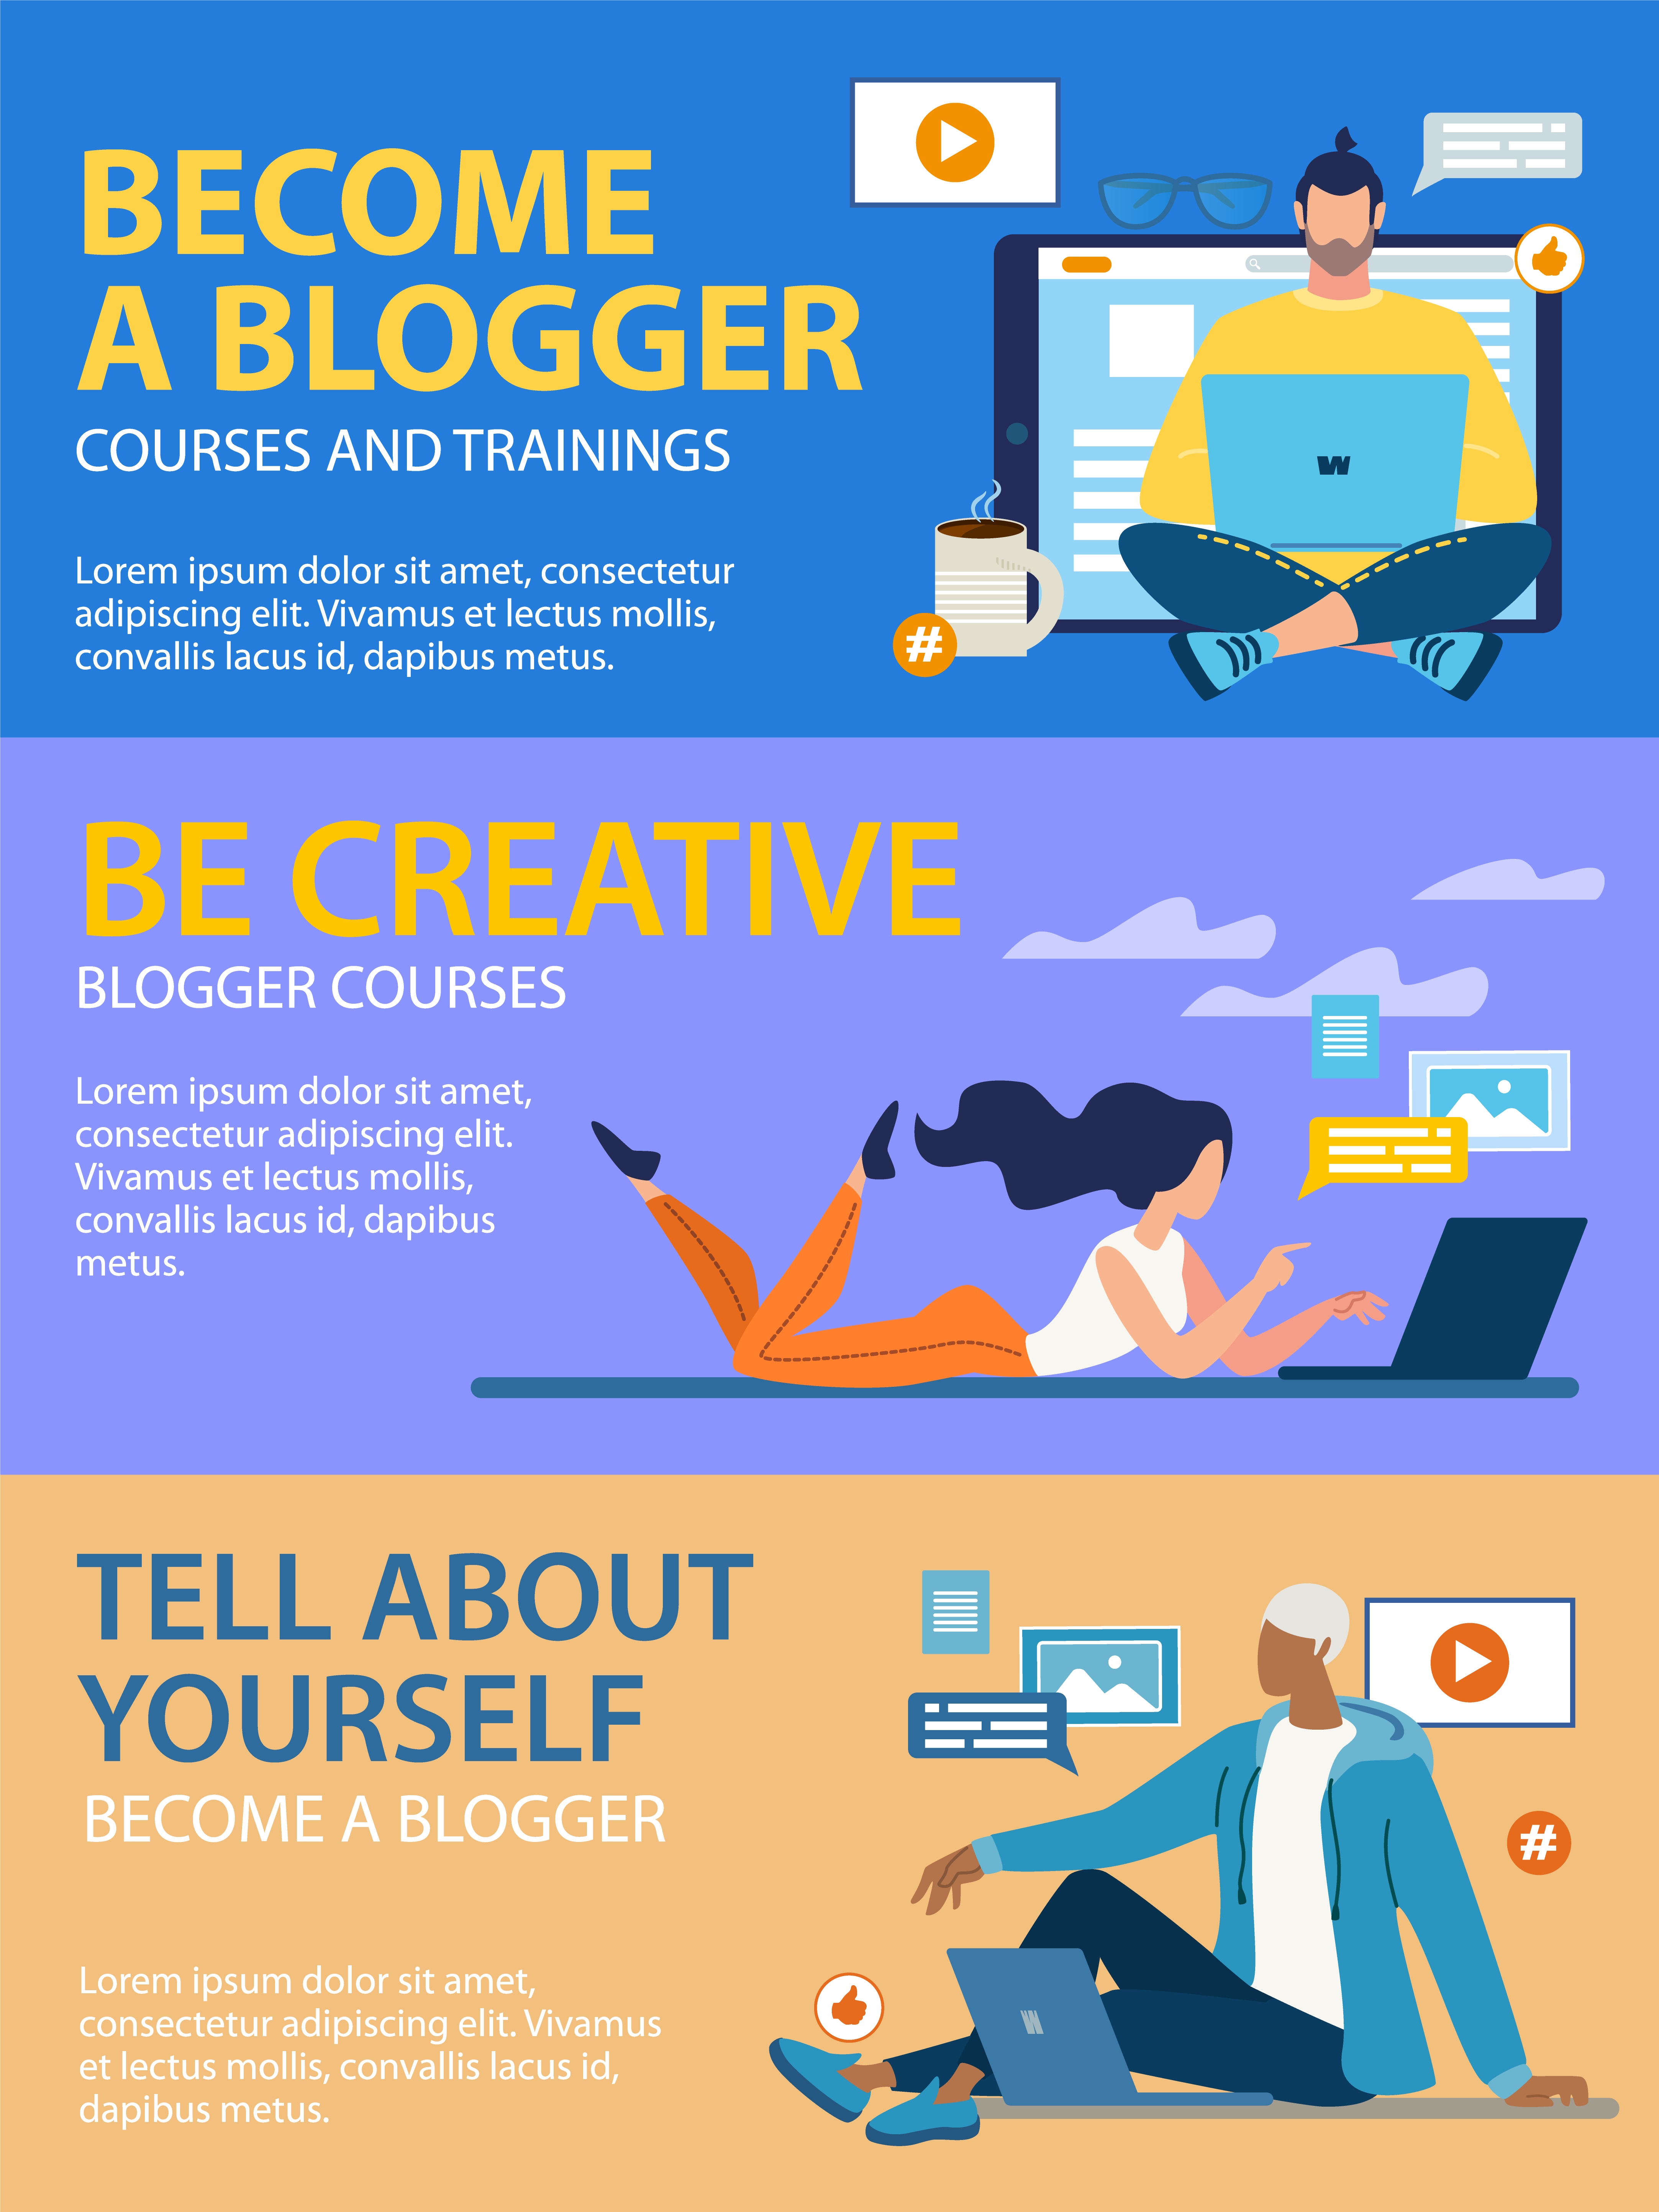 BECOME
A BLOGGER
COURSES AND TRAININGS
Lorem ipsum dolor sit amet, consectetur
adipiscing elit. Vivamus et lectus mollis,
convallis lacus id, dapibus metus.
W
#
BE CREATIVE
BLOGGER COURSES
Lorem ipsum dolor sit amet,
consectetur adipiscing elit.
Vivamus et lectus mollis,
convallis lacus id, dapibus
metus.
TELL ABOUT
YOURSELF
BECOME A BLOGGER
#
Lorem ipsum dolor sit amet,
consectetur adipiscing elit. Vivamus
et lectus mollis, convallis lacus id,
dapibus metus.
W